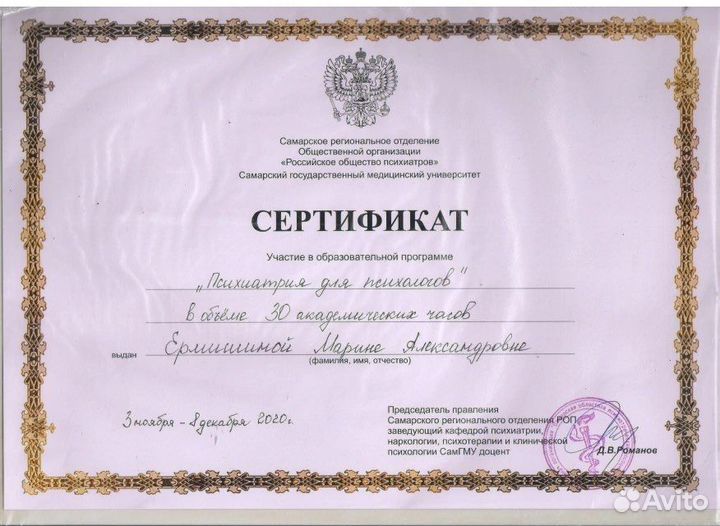 Самарское региональное отделение
Общественной организации
«Российское общество психиатров»
Самарский государственный медицинский университет
СЕРТИФИКАТ
Участие в образовательной программе
„Психиатрия для психологов"
в объёме 30 академических часов
выдан Ермишиной Марине Александровне
(фамилия, имя, отчество)
3 ноября - 8 декабря 2020г.
Председатель правления
Самарского регионального отделения РОП,
заведующий кафедрой психиатрии,
наркологии, психотерапии и клинической
психологии СамГМУ доцент
Д.В.Романов
Avito